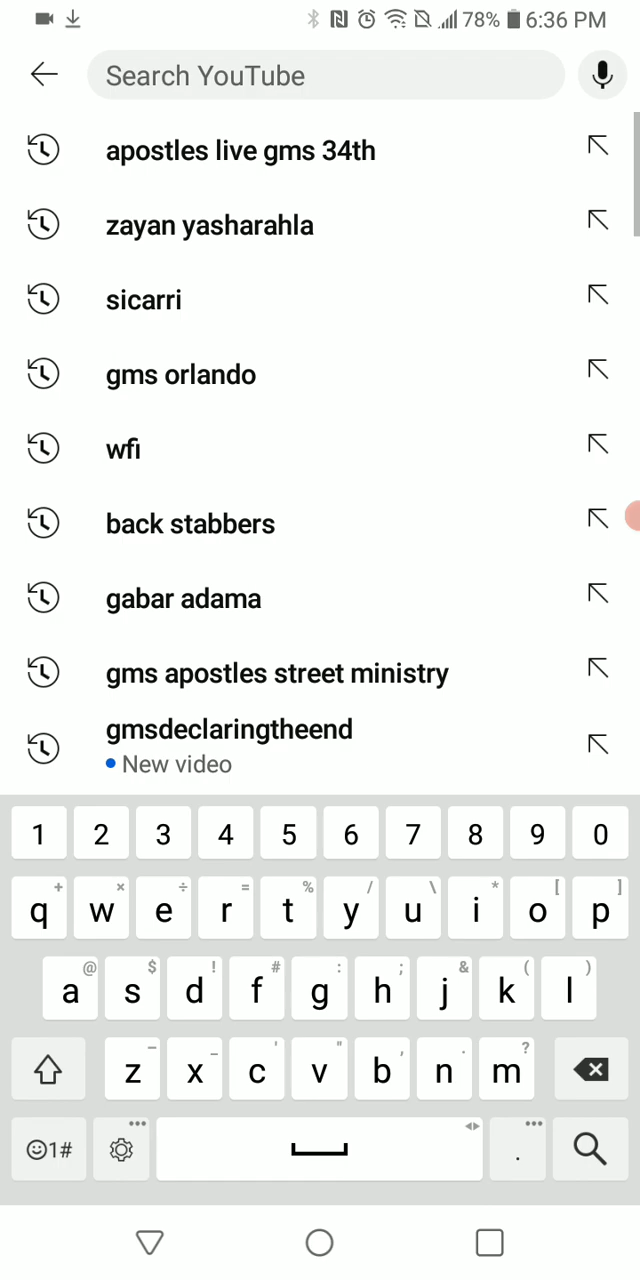 78% 6:36 PM
Search YouTube
apostles live gms 34th
zayan yasharahla
sicarri
gms orlando
wfi
back stabbers
gabar adama
gms apostles street ministry
gmsdeclaringtheend
New video
1 2 3 4 5 6 7 8 9 0
+ × ÷ = % / \ * [ ]
q w e r t y u i o p
@ $ ! # : ; & ( )
a s d f g h j k l
– _ ' " , . ?
z x c v b n m
1# .